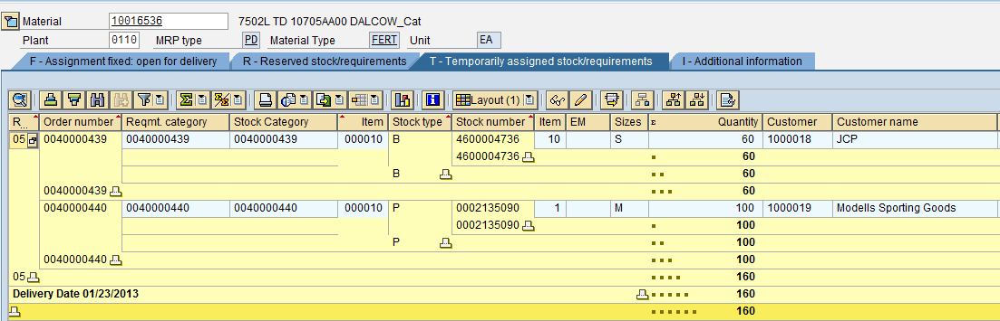 Material 10016536 7502L TD 10705AA00 DALCOW_Cat
Plant 0110 MRP type PD Material Type FERT Unit EA
F - Assignment fixed: open for delivery R - Reserved stock/requirements T - Temporarily assigned stock/requirements I - Additional information
Layout (1)
R... Order number Reqmt. category Stock Category Item Stock type Stock number Item EM Sizes Σ Quantity Customer Customer name
05 0040000439 0040000439 0040000439 000010 B 4600004736 10 S 60 1000018 JCP
4600004736 60
B 60
0040000439 60
0040000440 0040000440 0040000440 000010 P 0002135090 1 M 100 1000019 Modells Sporting Goods
0002135090 100
P 100
0040000440 100
05 160
Delivery Date 01/23/2013 160
160